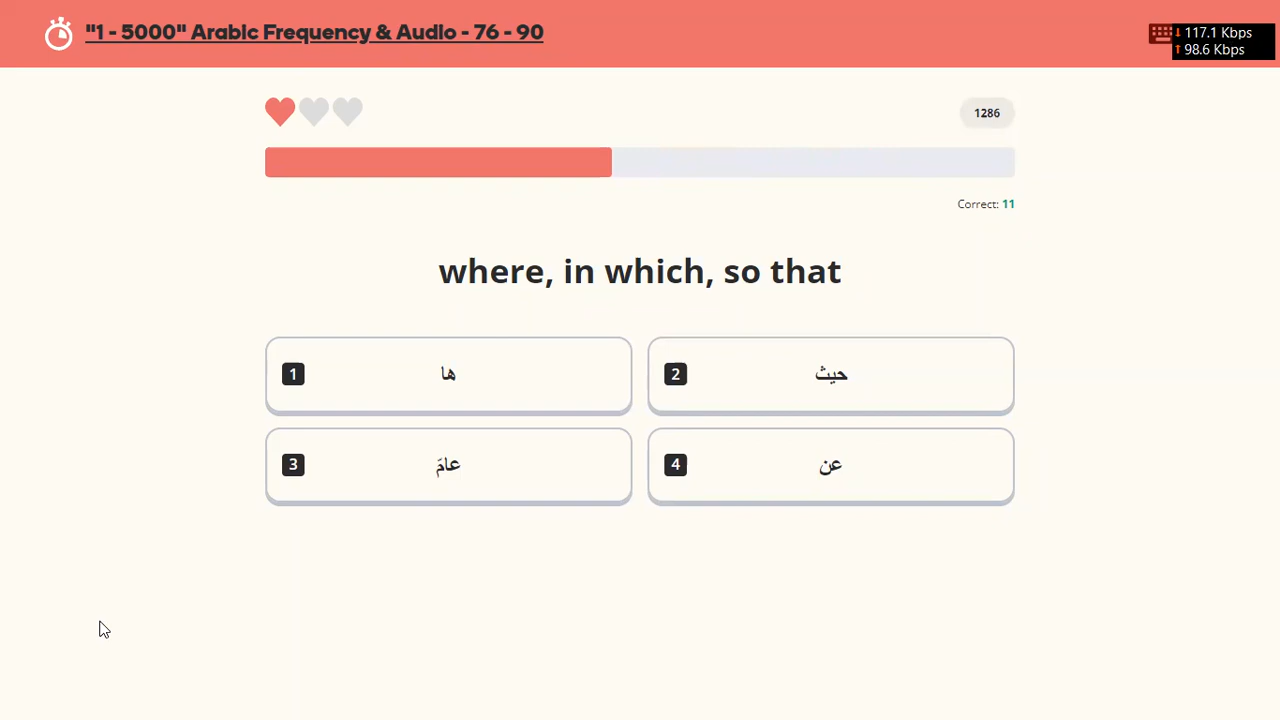 "1 - 5000" Arabic Frequency & Audio - 76 - 90
↓ 117.1 Kbps
↑ 98.6 Kbps
1286
Correct: 11
where, in which, so that
1 ها
2 حيث
3 عامّ
4 عن